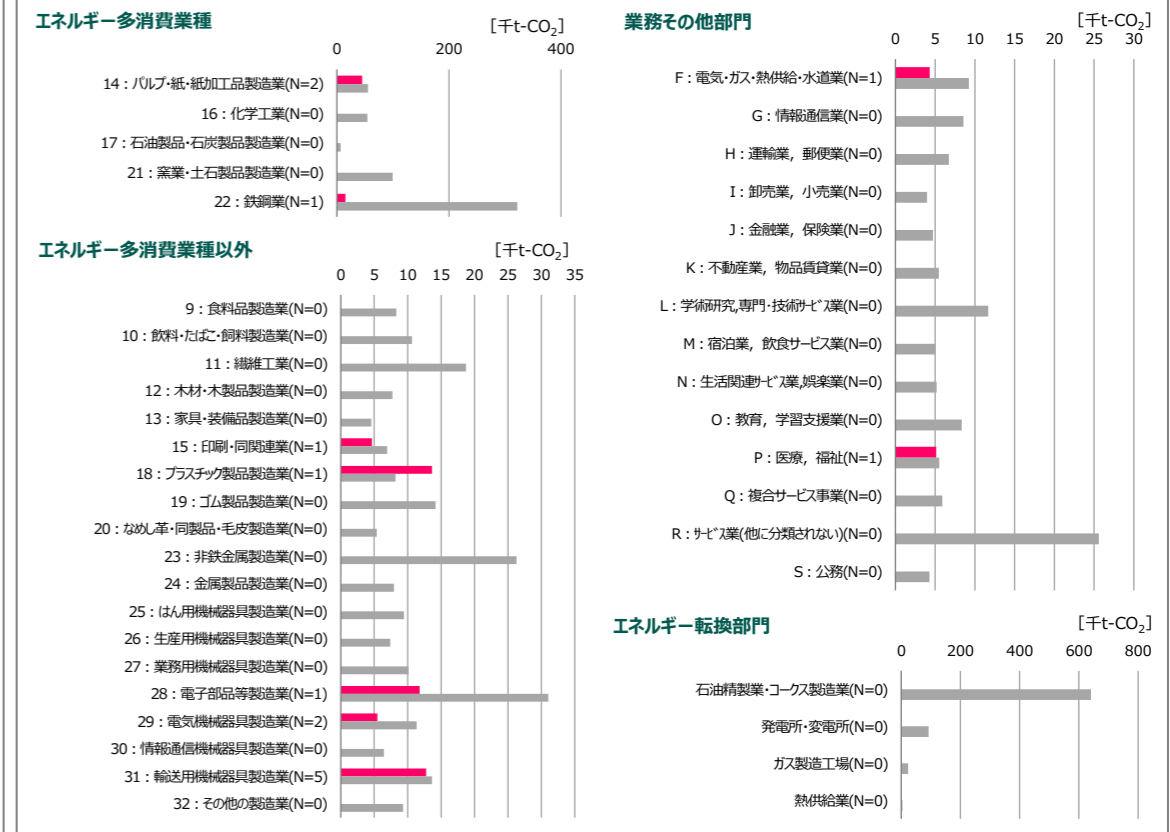 エネルギー多消費業種
[千t-CO₂]
0 200 400
14：パルプ・紙・紙加工品製造業(N=2)
16：化学工業(N=0)
17：石油製品・石炭製品製造業(N=0)
21：窯業・土石製品製造業(N=0)
22：鉄鋼業(N=1)
エネルギー多消費業種以外
[千t-CO₂]
0 5 10 15 20 25 30 35
9：食料品製造業(N=0)
10：飲料・たばこ・飼料製造業(N=0)
11：繊維工業(N=0)
12：木材・木製品製造業(N=0)
13：家具・装備品製造業(N=0)
15：印刷・同関連業(N=1)
18：プラスチック製品製造業(N=1)
19：ゴム製品製造業(N=0)
20：なめし革・同製品・毛皮製造業(N=0)
23：非鉄金属製造業(N=0)
24：金属製品製造業(N=0)
25：はん用機械器具製造業(N=0)
26：生産用機械器具製造業(N=0)
27：業務用機械器具製造業(N=0)
28：電子部品等製造業(N=1)
29：電気機械器具製造業(N=2)
30：情報通信機械器具製造業(N=0)
31：輸送用機械器具製造業(N=5)
32：その他の製造業(N=0)
業務その他部門
[千t-CO₂]
0 5 10 15 20 25 30
F：電気・ガス・熱供給・水道業(N=1)
G：情報通信業(N=0)
H：運輸業，郵便業(N=0)
I：卸売業，小売業(N=0)
J：金融業，保険業(N=0)
K：不動産業，物品賃貸業(N=0)
L：学術研究,専門・技術サービス業(N=0)
M：宿泊業，飲食サービス業(N=0)
N：生活関連サービス業,娯楽業(N=0)
O：教育，学習支援業(N=0)
P：医療，福祉(N=1)
Q：複合サービス事業(N=0)
R：サービス業(他に分類されない)(N=0)
S：公務(N=0)
エネルギー転換部門
[千t-CO₂]
0 200 400 600 800
石油精製業・コークス製造業(N=0)
発電所・変電所(N=0)
ガス製造工場(N=0)
熱供給業(N=0)